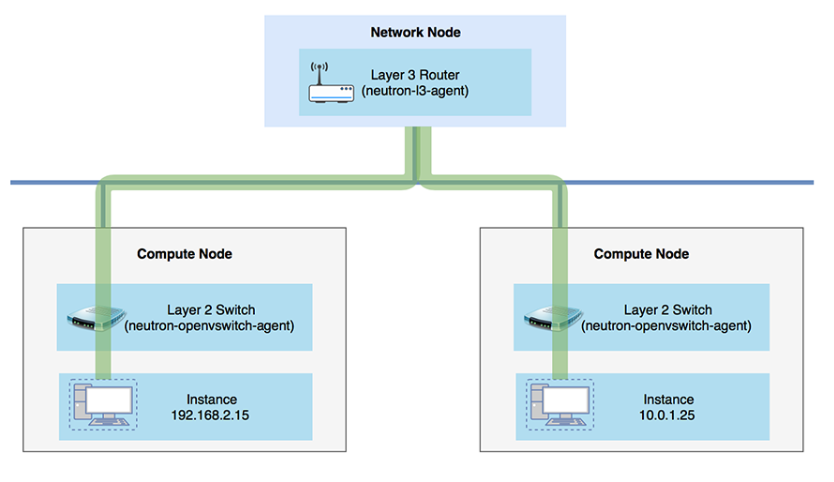 Network Node
Layer 3 Router
(neutron-l3-agent)
Compute Node
Layer 2 Switch
(neutron-openvswitch-agent)
Instance
192.168.2.15
Compute Node
Layer 2 Switch
(neutron-openvswitch-agent)
Instance
10.0.1.25